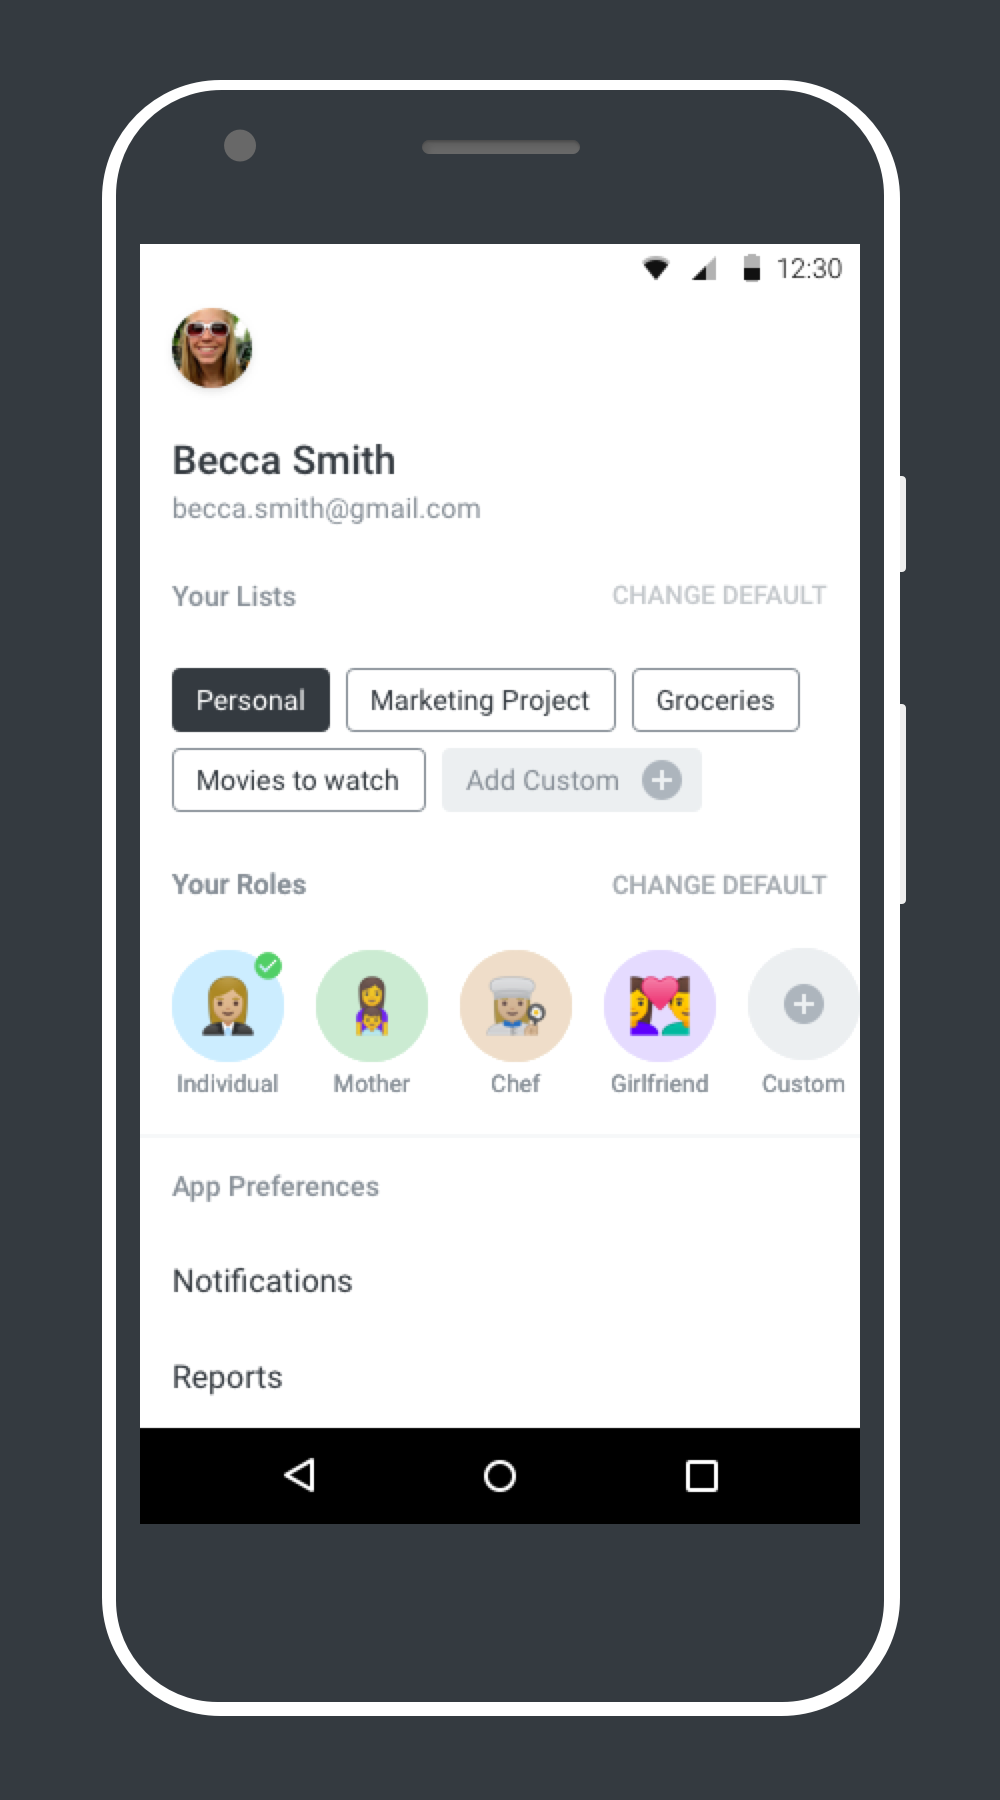 12:30
Becca Smith
becca.smith@gmail.com
Your Lists CHANGE DEFAULT
Personal Marketing Project Groceries
Movies to watch Add Custom
Your Roles CHANGE DEFAULT
Individual Mother Chef Girlfriend Custom
App Preferences
Notifications
Reports